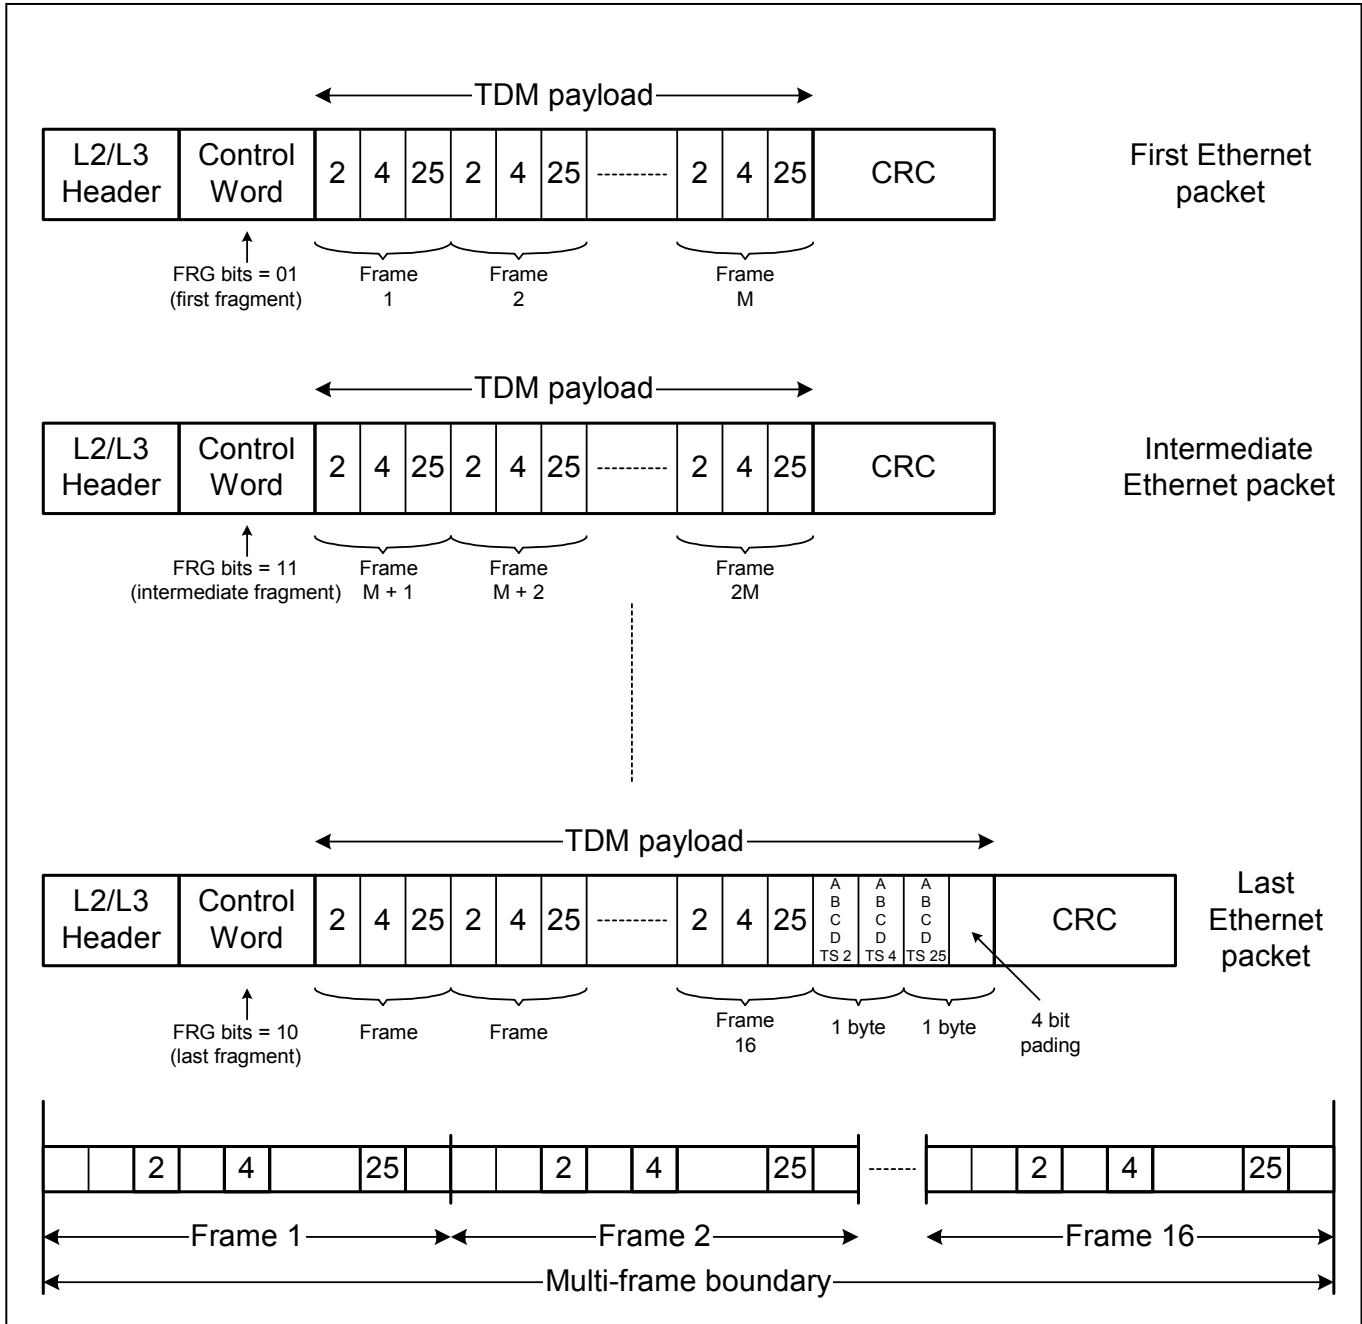 TDM payload
L2/L3 Header
Control Word
2 4 25 2 4 25 2 4 25
CRC
First Ethernet packet
FRG bits = 01
(first fragment)
Frame 1
Frame 2
Frame M
TDM payload
L2/L3 Header
Control Word
2 4 25 2 4 25 2 4 25
CRC
Intermediate Ethernet packet
FRG bits = 11
(intermediate fragment)
Frame M + 1
Frame M + 2
Frame 2M
TDM payload
L2/L3 Header
Control Word
2 4 25 2 4 25 2 4 25
A B C D TS 2
A B C D TS 4
A B C D TS 25
CRC
Last Ethernet packet
FRG bits = 10
(last fragment)
Frame
Frame
Frame 16
1 byte
1 byte
4 bit pading
2 4 25 2 4 25 2 4 25
Frame 1
Frame 2
Frame 16
Multi-frame boundary